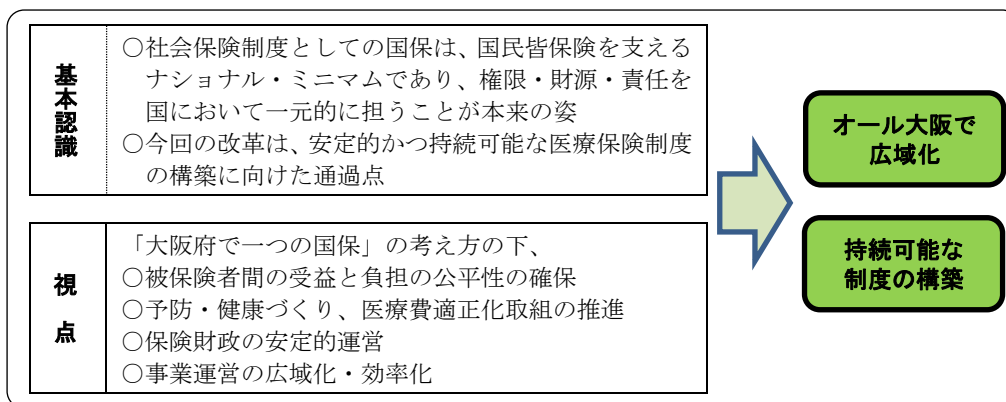 基本認識
○社会保険制度としての国保は、国民皆保険を支える
ナショナル・ミニマムであり、権限・財源・責任を
国において一元的に担うことが本来の姿
○今回の改革は、安定的かつ持続可能な医療保険制度
の構築に向けた通過点
視点
「大阪府で一つの国保」の考え方の下、
○被保険者間の受益と負担の公平性の確保
○予防・健康づくり、医療費適正化取組の推進
○保険財政の安定的運営
○事業運営の広域化・効率化
オール大阪で
広域化
持続可能な
制度の構築